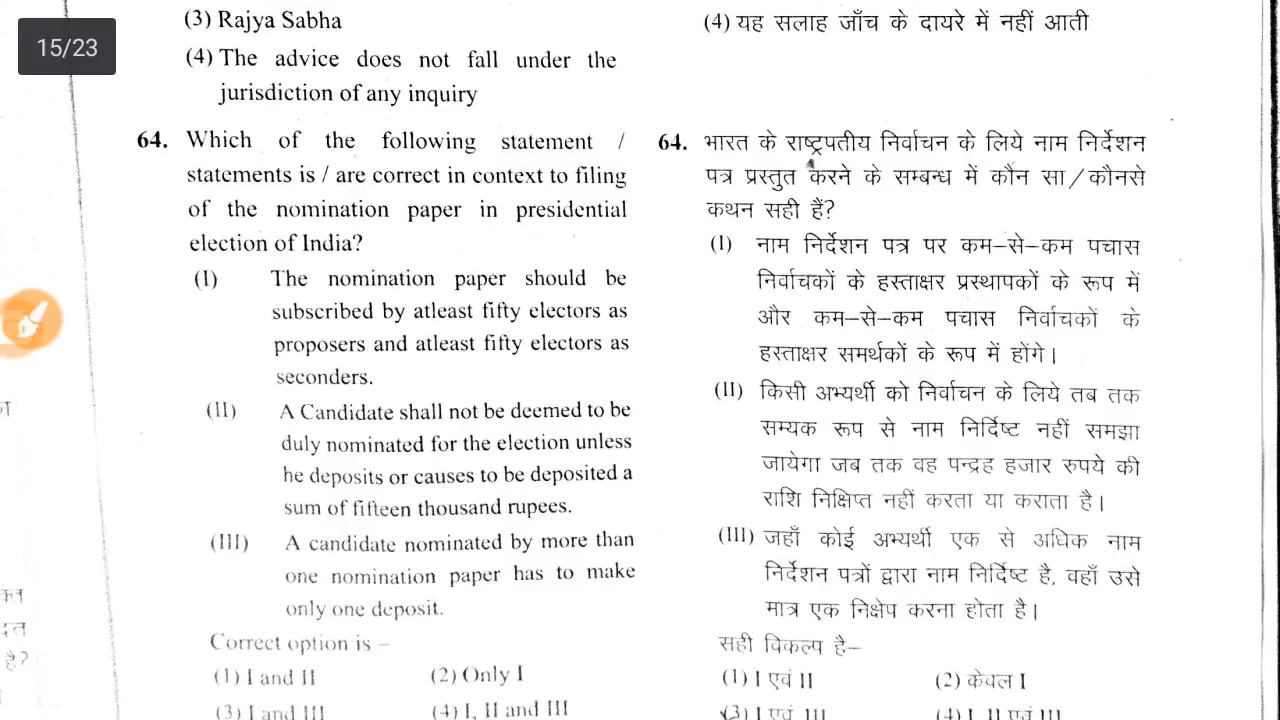 15/23
(3) Rajya Sabha
(4) The advice does not fall under the
jurisdiction of any inquiry
64. Which of the following statement /
statements is / are correct in context to filing
of the nomination paper in presidential
election of India?
(I) The nomination paper should be
subscribed by atleast fifty electors as
proposers and atleast fifty electors as
seconders.
(II) A Candidate shall not be deemed to be
duly nominated for the election unless
he deposits or causes to be deposited a
sum of fifteen thousand rupees.
(III) A candidate nominated by more than
one nomination paper has to make
only one deposit.
Correct option is –
(1) I and II (2) Only I
(3) I and III (4) I, II and III
(4) यह सलाह जाँच के दायरे में नहीं आती
64. भारत के राष्ट्रपतीय निर्वाचन के लिये नाम निर्देशन
पत्र प्रस्तुत करने के सम्बन्ध में कौन सा / कौनसे
कथन सही हैं?
(I) नाम निर्देशन पत्र पर कम–से–कम पचास
निर्वाचकों के हस्ताक्षर प्रस्थापकों के रूप में
और कम–से–कम पचास निर्वाचकों के
हस्ताक्षर समर्थकों के रूप में होंगे।
(II) किसी अभ्यर्थी को निर्वाचन के लिये तब तक
सम्यक रूप से नाम निर्दिष्ट नहीं समझा
जायेगा जब तक वह पन्द्रह हजार रुपये की
राशि निक्षिप्त नहीं करता या कराता है।
(III) जहाँ कोई अभ्यर्थी एक से अधिक नाम
निर्देशन पत्रों द्वारा नाम निर्दिष्ट है, वहाँ उसे
मात्र एक निक्षेप करना होता है।
सही विकल्प है–
(1) I एवं II (2) केवल I
(3) I एवं III (4) I, II एवं III
है?